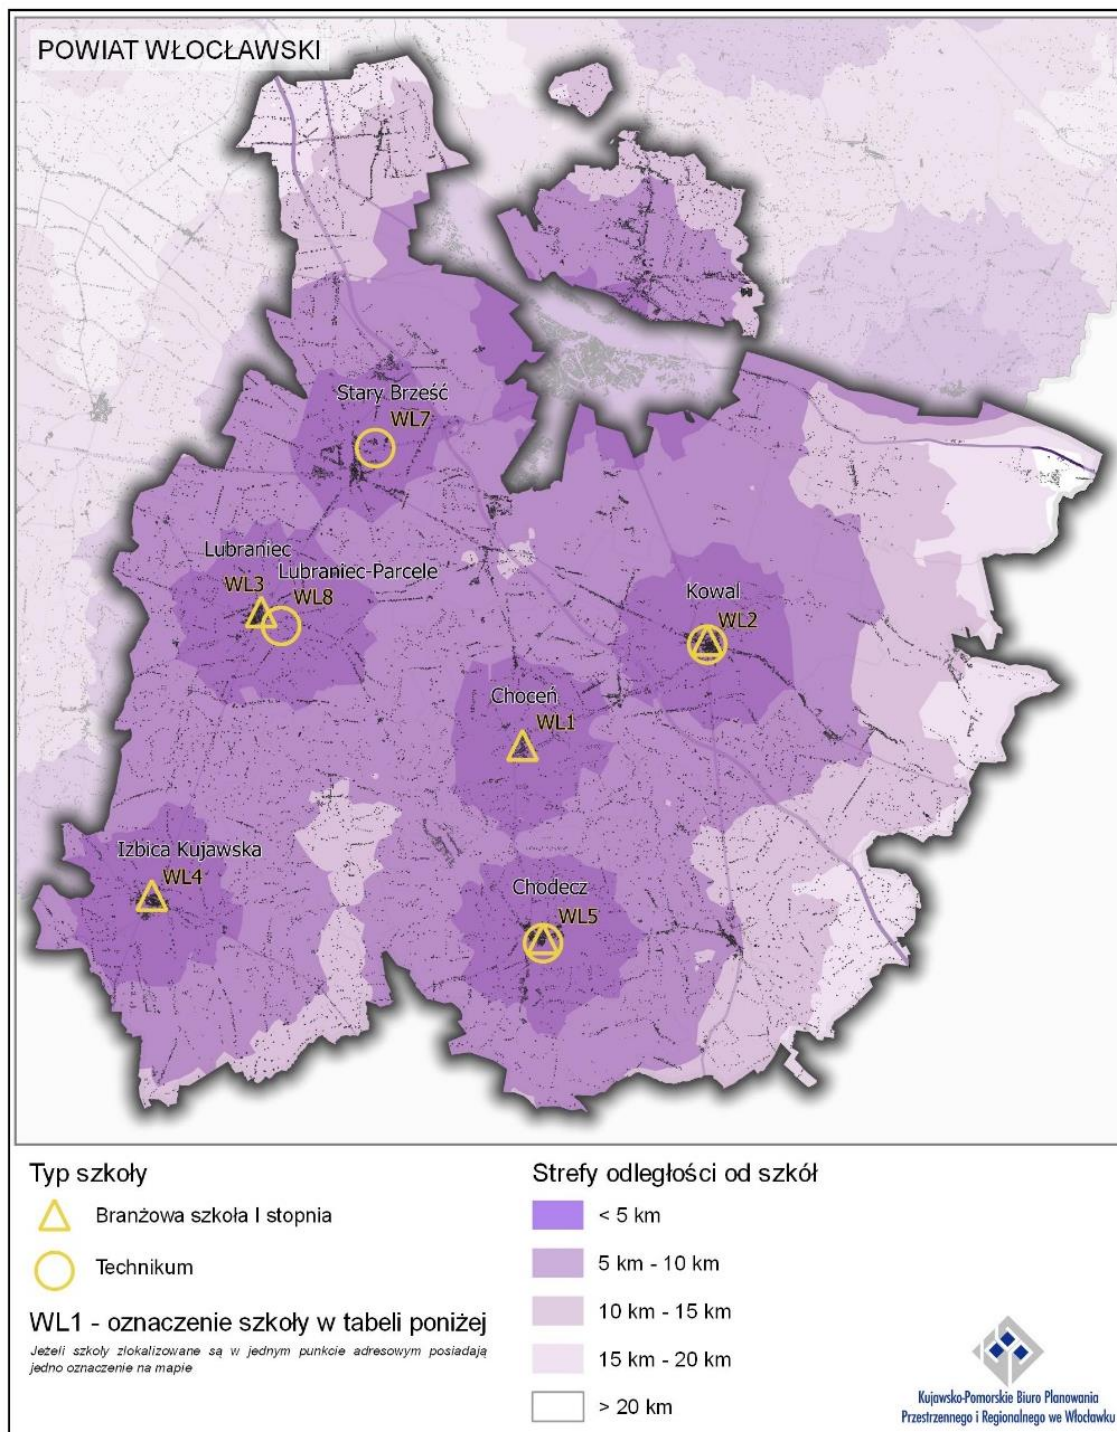 POWIAT WŁOCŁAWSKI
Stary Brześć
WL7
Lubraniec
Lubraniec-Parcele
WL3
WL8
Kowal
WL2
Choceń
WL1
Izbica Kujawska
WL4
Chodecz
WL5
Typ szkoły
Branżowa szkoła I stopnia
Technikum
WL1 - oznaczenie szkoły w tabeli poniżej
Jeżeli szkoły zlokalizowane są w jednym punkcie adresowym posiadają
jedno oznaczenie na mapie
Strefy odległości od szkół
< 5 km
5 km - 10 km
10 km - 15 km
15 km - 20 km
> 20 km
Kujawsko-Pomorskie Biuro Planowania
Przestrzennego i Regionalnego we Włocławku